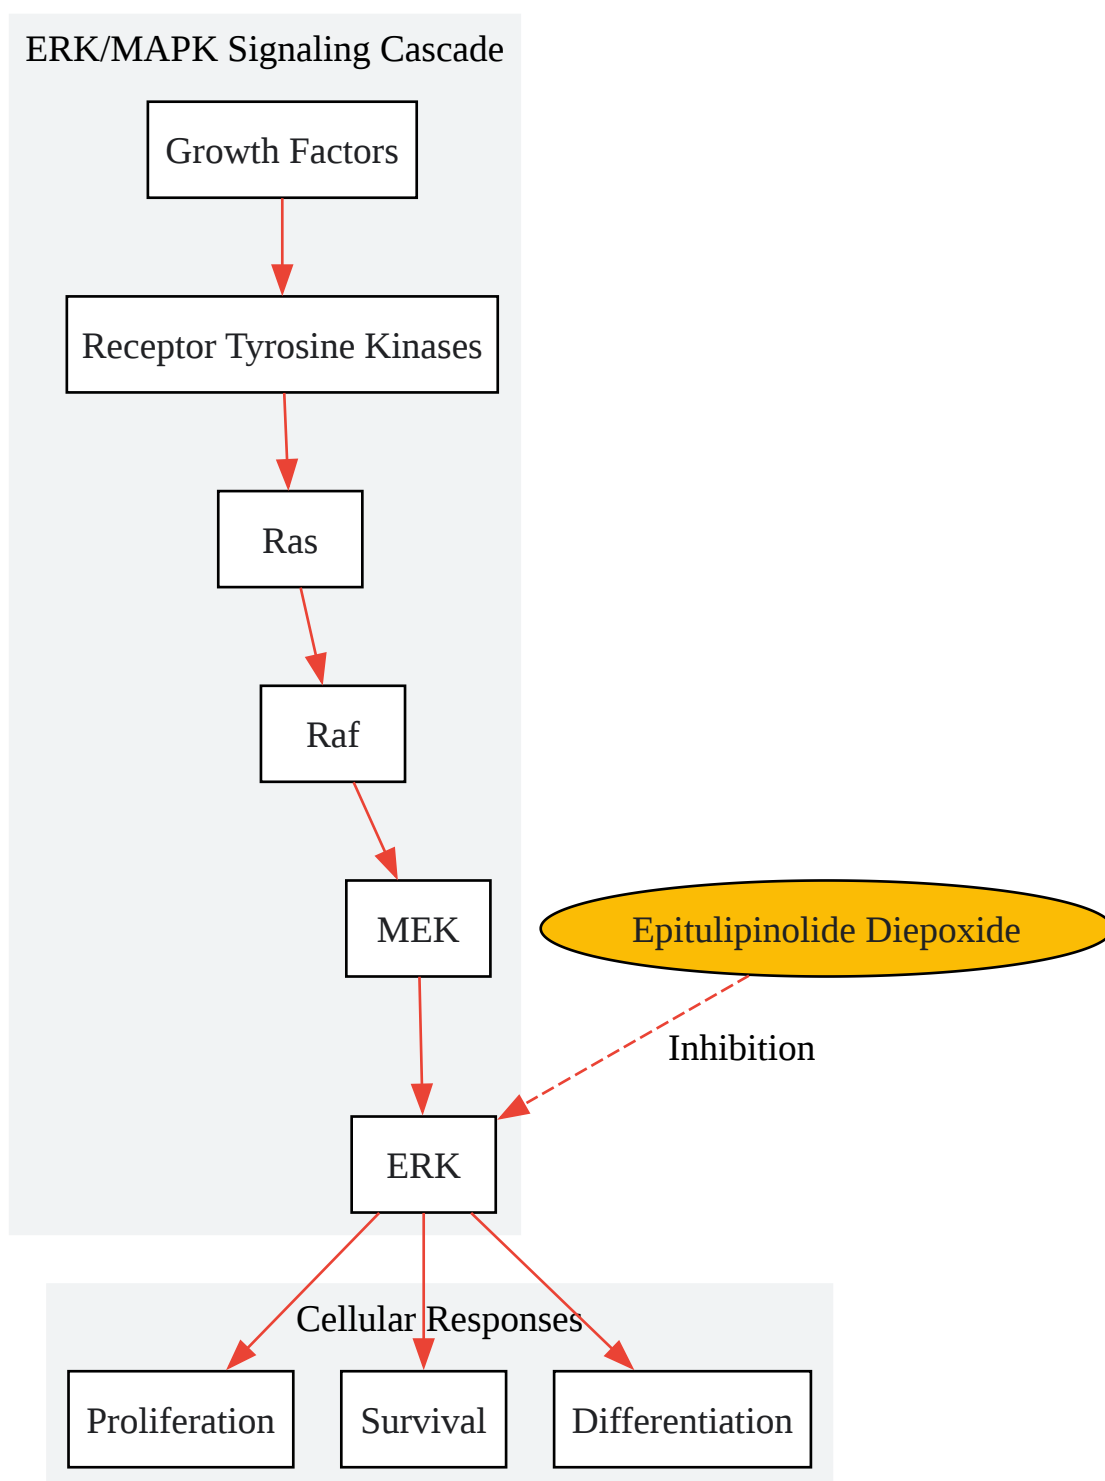 ERK/MAPK Signaling Cascade
Growth Factors
Receptor Tyrosine Kinases
Ras
Raf
MEK
Epitulipinolide Diepoxide
Inhibition
ERK
Cellular Responses
Proliferation
Survival
Differentiation